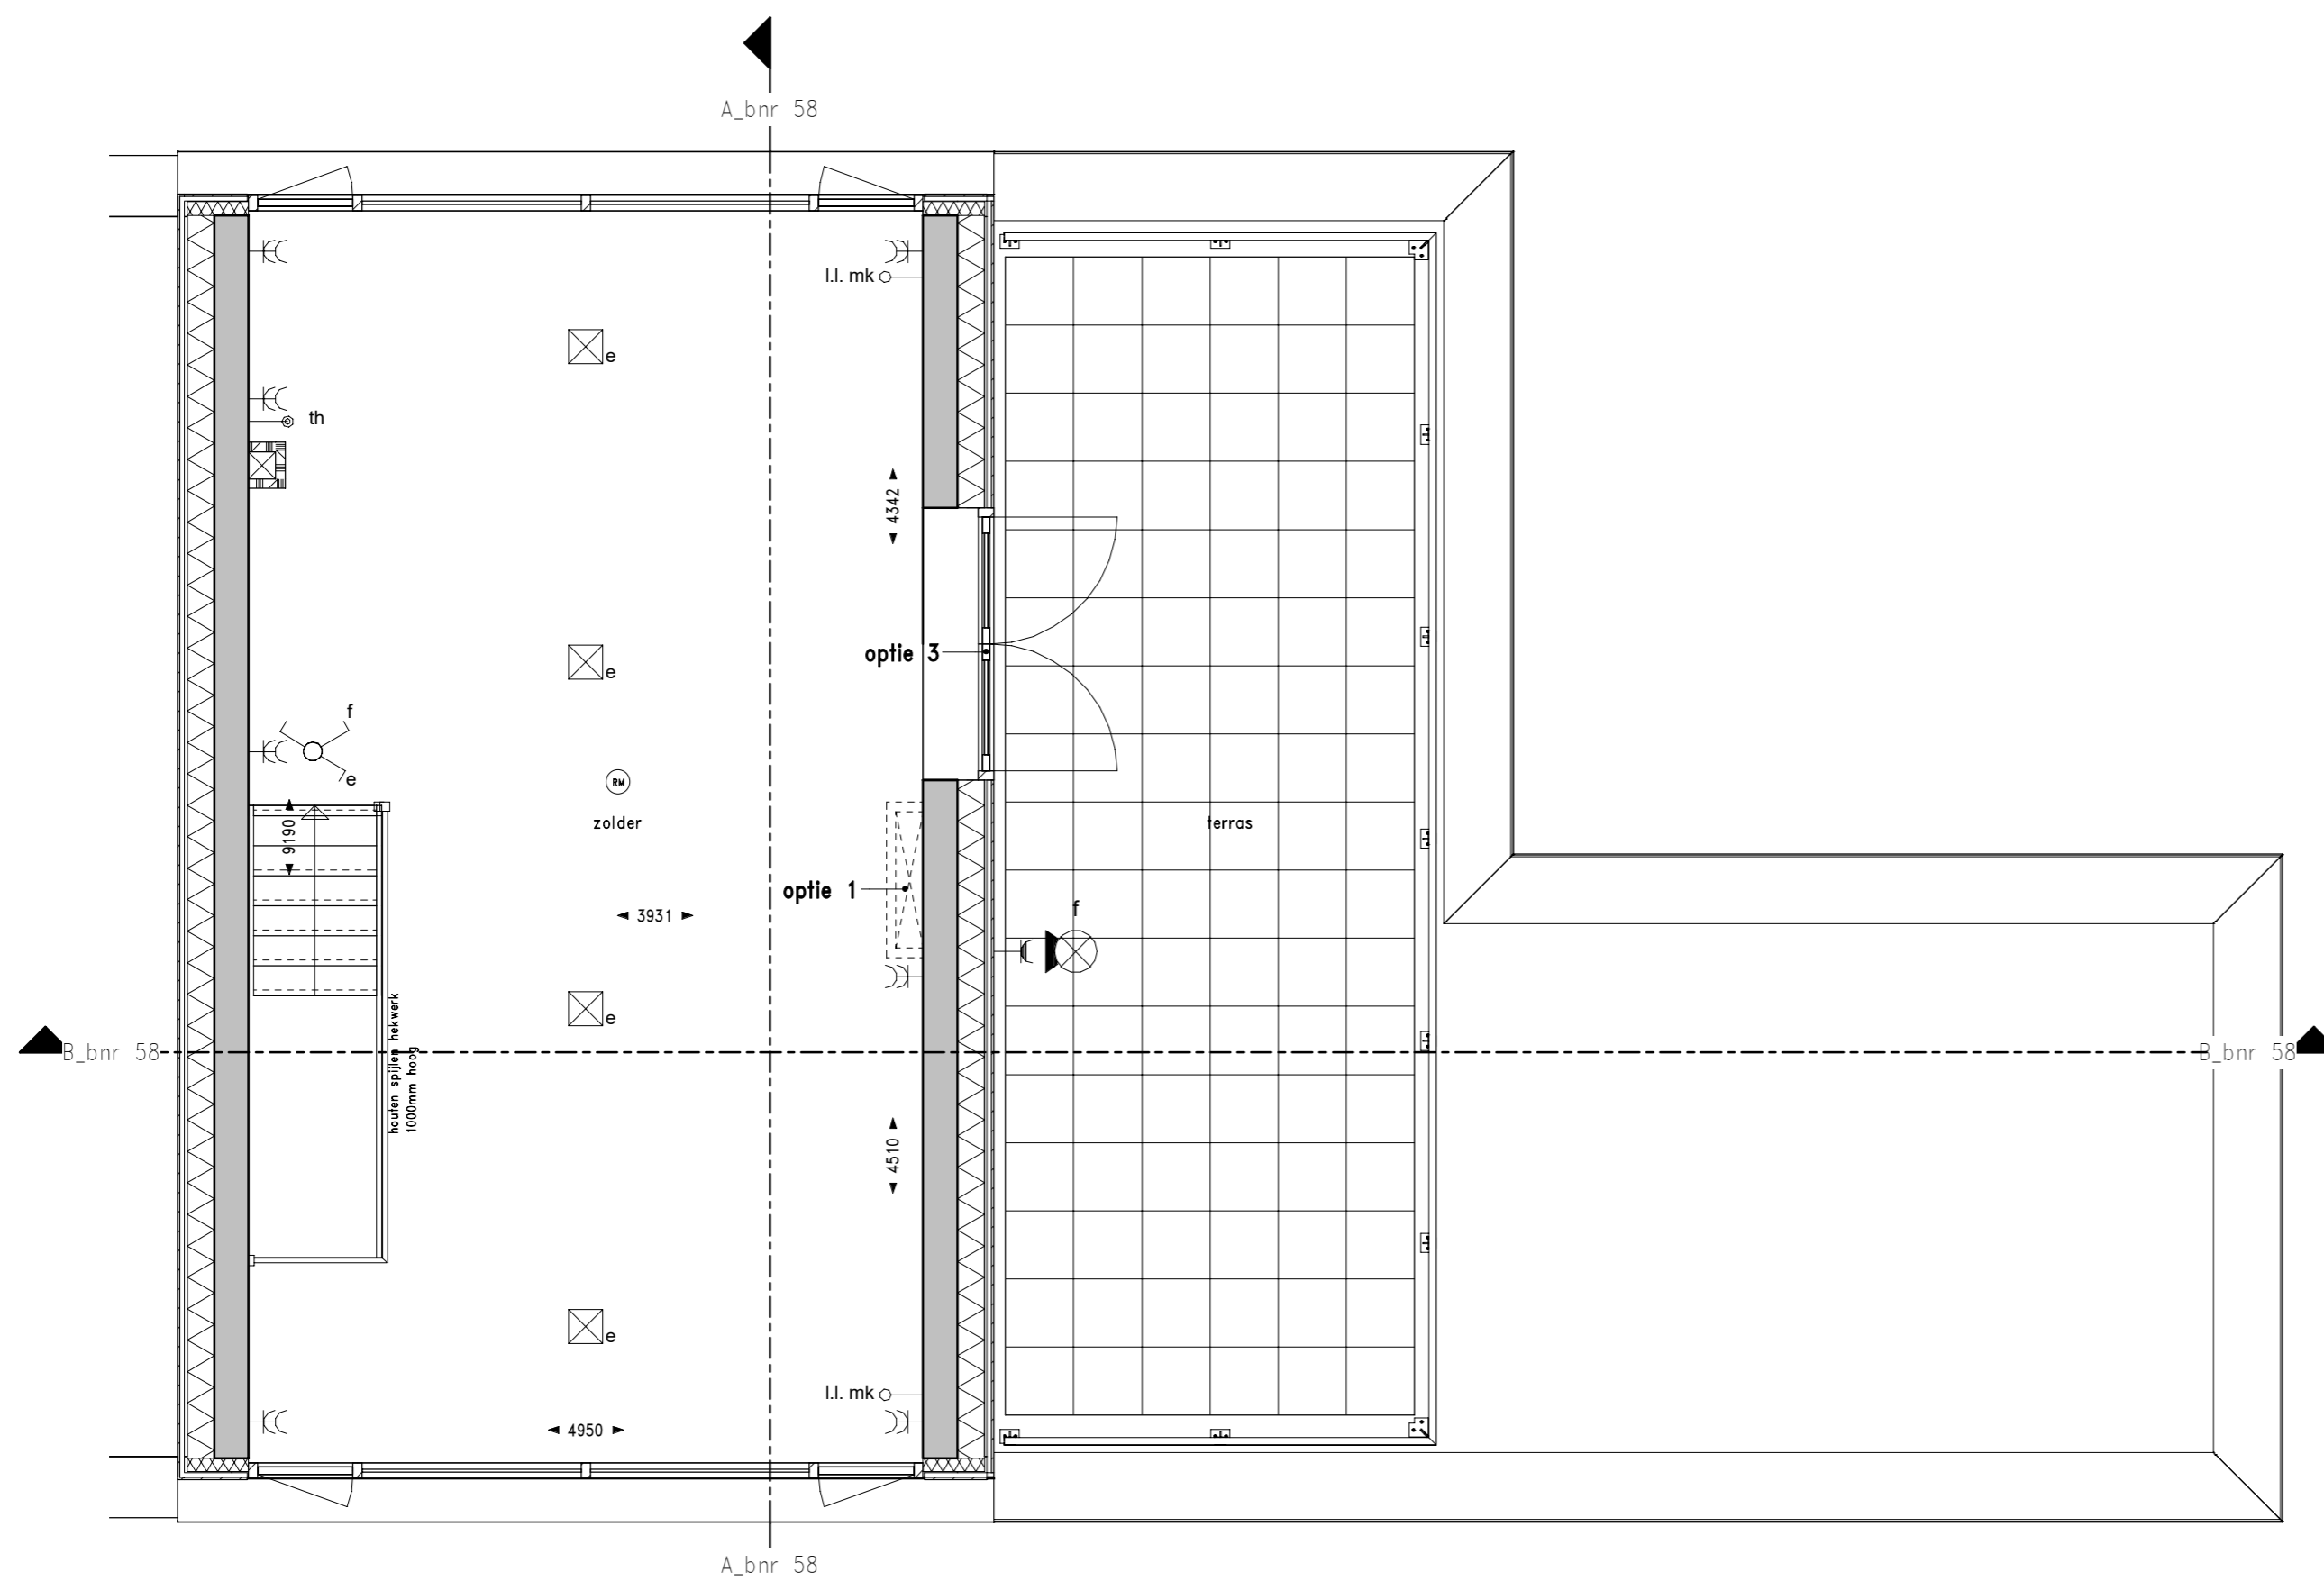 A_bnr 58
l.l. mk
e
th
4342
optie 3
e
f
e
RM
zolder
terras
9190
optie 1
3931
f
houten spijlen hekwerk
1000mm hoog
e
B_bnr 58
B_bnr 58
4510
e
l.l. mk
4950
A_bnr 58